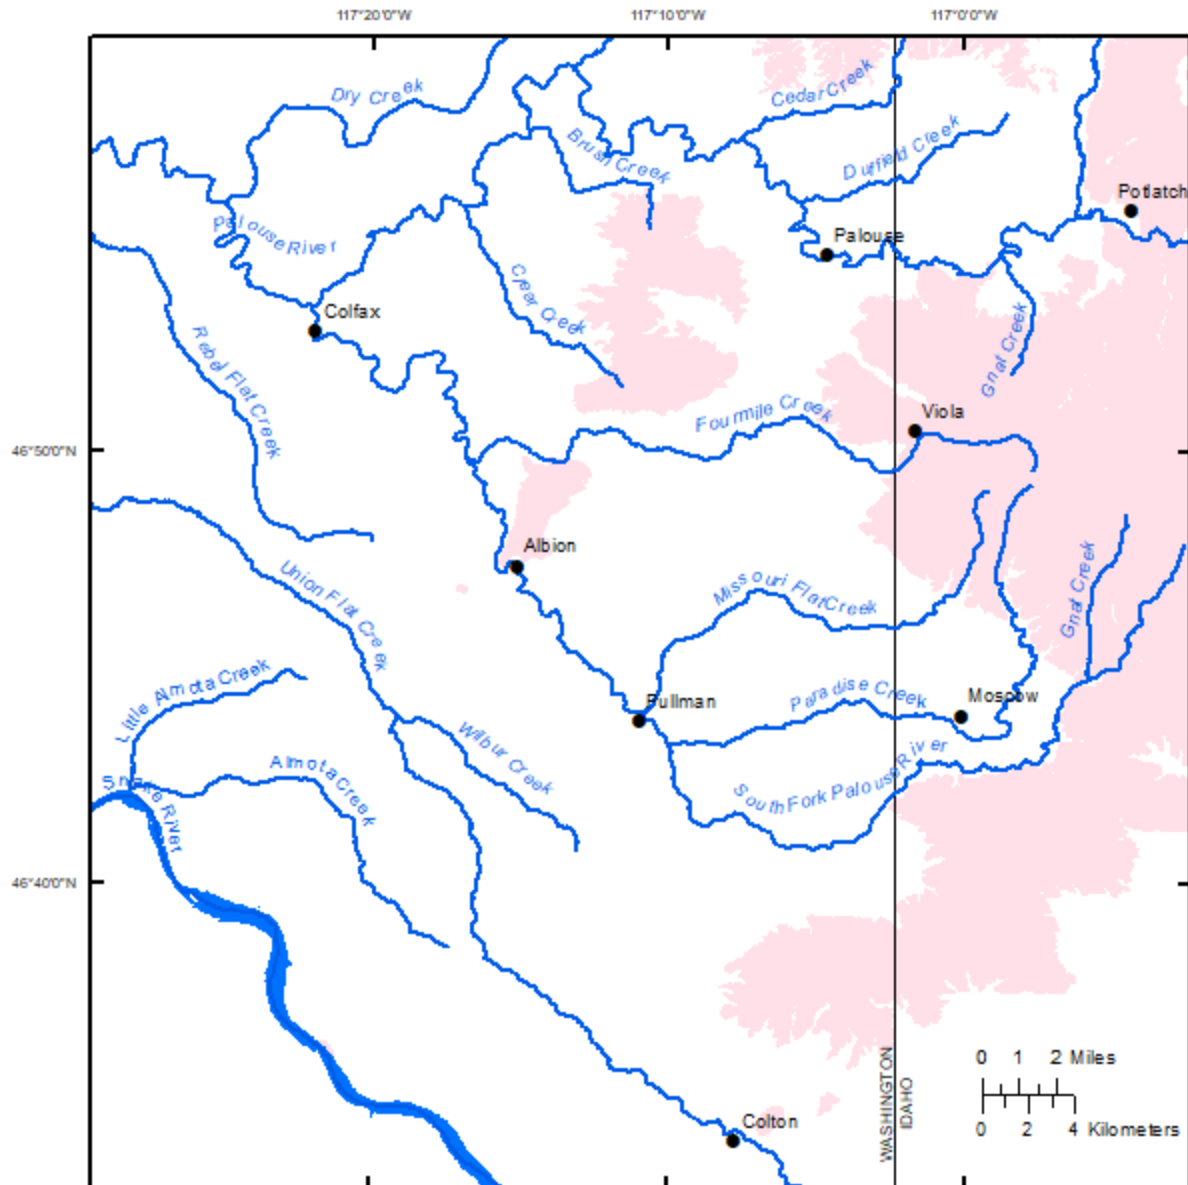 117°20'0"W
117°10'0"W
117°0'0"W
Dry Creek
Cedar Creek
Brush Creek
Duffield Creek
Potlatch
Palouse River
Palouse
Clear Creek
Colfax
Gnat Creek
Rebel Flat Creek
Fourmile Creek
Viola
46°50'0"N
Albion
Union Flat Creek
Missouri Flat Creek
Gnat Creek
Little Almota Creek
Pullman
Paradise Creek
Moscow
Wilbur Creek
Almota Creek
South Fork Palouse River
Snake River
46°40'0"N
WASHINGTON
IDAHO
0 1 2 Miles
0 2 4 Kilometers
Colton